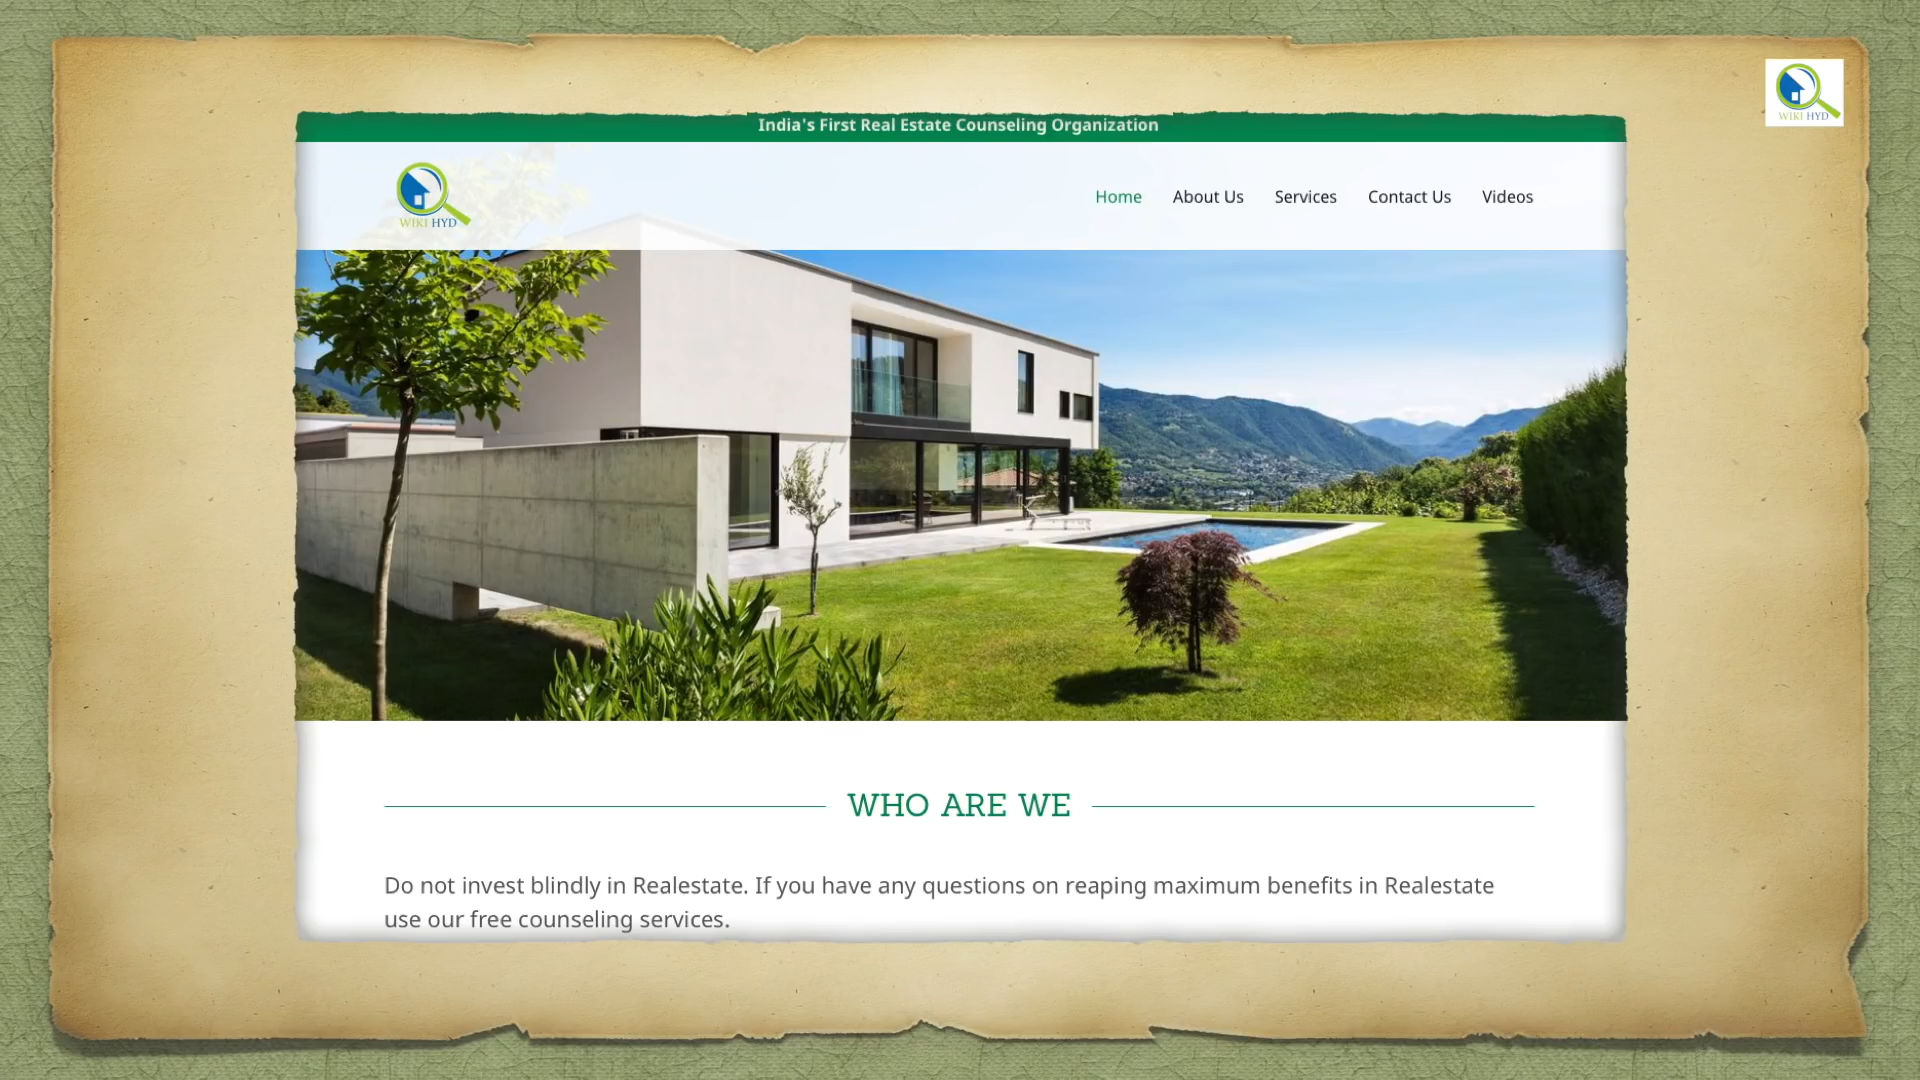 WIKI HYD
India's First Real Estate Counseling Organization
WIKI HYD
Home About Us Services Contact Us Videos
WHO ARE WE
Do not invest blindly in Realestate. If you have any questions on reaping maximum benefits in Realestate
use our free counseling services.